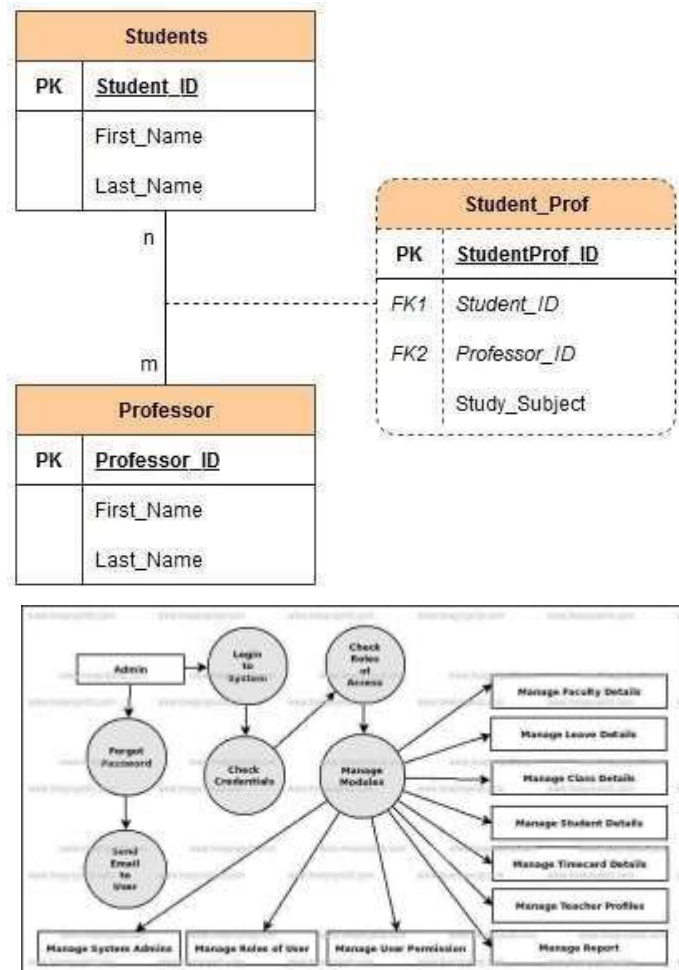 Students
PK Student_ID
First_Name
Last_Name
n
Student_Prof
PK StudentProf_ID
FK1 Student_ID
FK2 Professor_ID
Study_Subject
m
Professor
PK Professor_ID
First_Name
Last_Name
Admin
Login
to
System
Check
Roles
of
Access
Forgot
Password
Check
Credentials
Manage
Modules
Send
Email
to
User
Manage Faculty Details
Manage Leave Details
Manage Class Details
Manage Student Details
Manage Timecard Details
Manage Teacher Profiles
Manage Report
Manage System Admins
Manage Roles of User
Manage User Permission